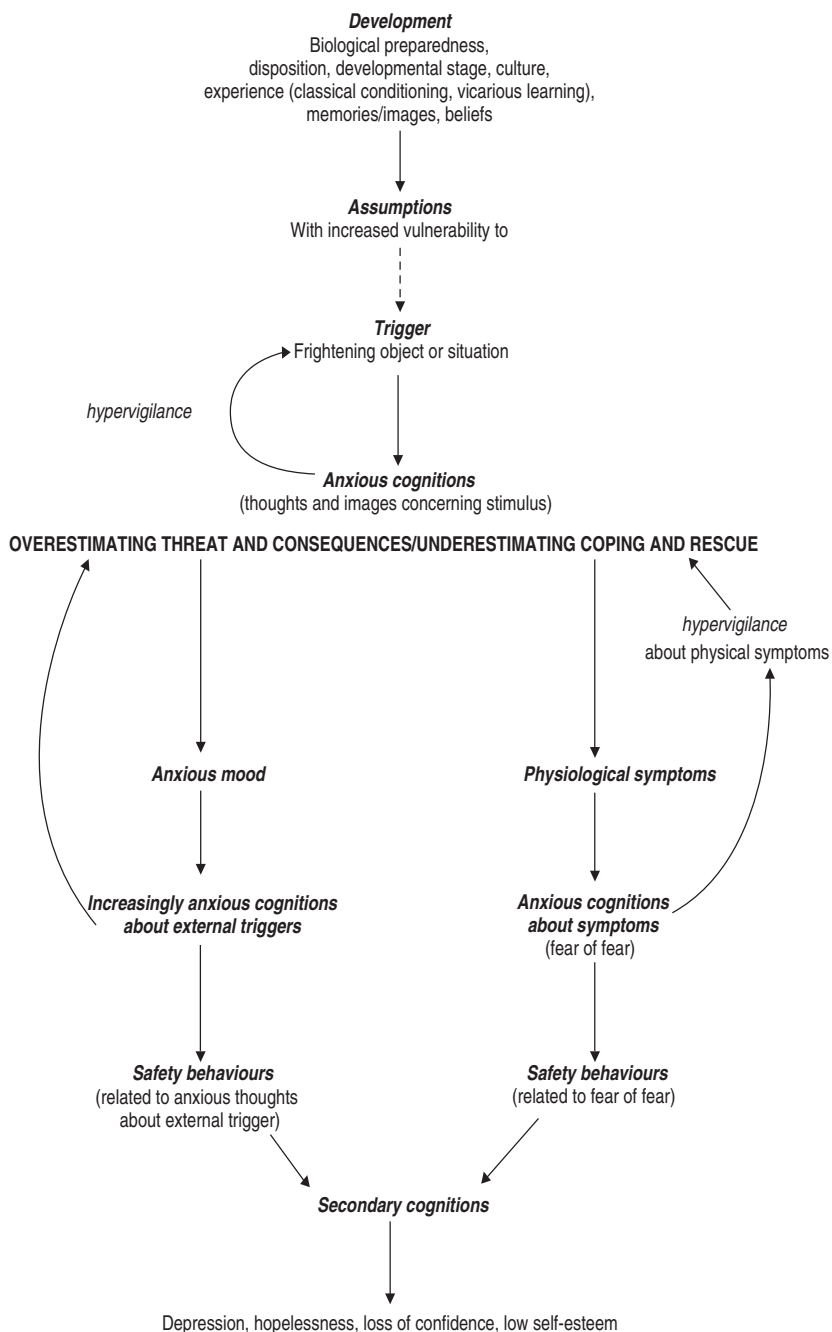 Development
Biological preparedness,
disposition, developmental stage, culture,
experience (classical conditioning, vicarious learning),
memories/images, beliefs
Assumptions
With increased vulnerability to
Trigger
Frightening object or situation
hypervigilance
Anxious cognitions
(thoughts and images concerning stimulus)
OVERESTIMATING THREAT AND CONSEQUENCES/UNDERESTIMATING COPING AND RESCUE
hypervigilance
about physical symptoms
Anxious mood
Physiological symptoms
Increasingly anxious cognitions
about external triggers
Anxious cognitions
about symptoms
(fear of fear)
Safety behaviours
(related to anxious thoughts
about external trigger)
Safety behaviours
(related to fear of fear)
Secondary cognitions
Depression, hopelessness, loss of confidence, low self-esteem